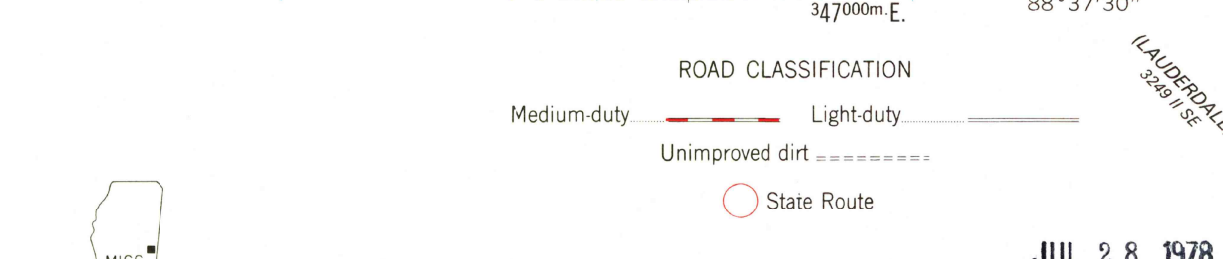 347000m.E.
88°37'30"
(LAUDERDALE
3249 II SE
ROAD CLASSIFICATION
Medium-duty Light-duty
Unimproved dirt
State Route
MISS
JUL 28 1978